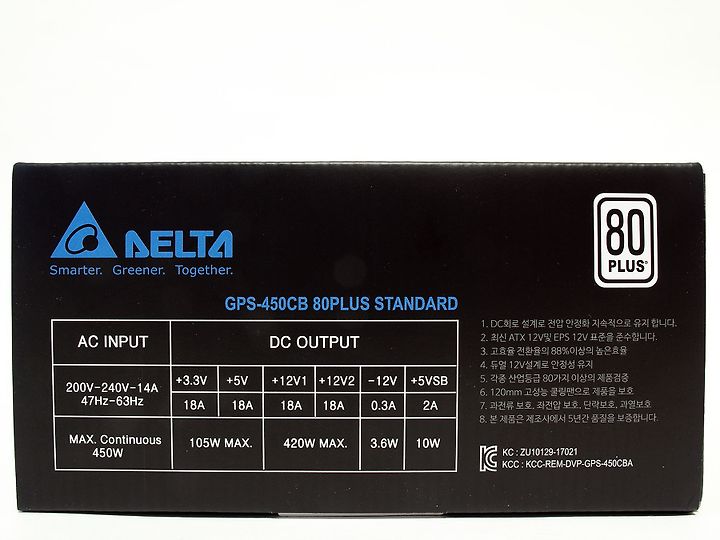 DELTA
Smarter. Greener. Together.
80
PLUS®
GPS-450CB 80PLUS STANDARD
AC INPUT DC OUTPUT
200V-240V-14A
47Hz-63Hz
+3.3V +5V +12V1 +12V2 -12V +5VSB
18A 18A 18A 18A 0.3A 2A
MAX. Continuous
450W
105W MAX. 420W MAX. 3.6W 10W
1. DC회로 설계로 전압 안정화 지속적으로 유지 합니다.
2. 최신 ATX 12V및 EPS 12V 표준을 준수합니다.
3. 고효율 전환율의 88%이상의 높은효율
4. 듀얼 12V설계로 안정성 유지
5. 각종 산업등급 80가지 이상의 제품검증
6. 120mm 고성능 쿨링맨으로 제품을 보호
7. 과전류 보호, 좌전압 보호, 단락보호, 과열보호
8. 본 제품은 제조사에서 5년간 품질을 보증합니다.
KC : ZU10129-17021
KCC : KCC-REM-DVP-GPS-450CBA